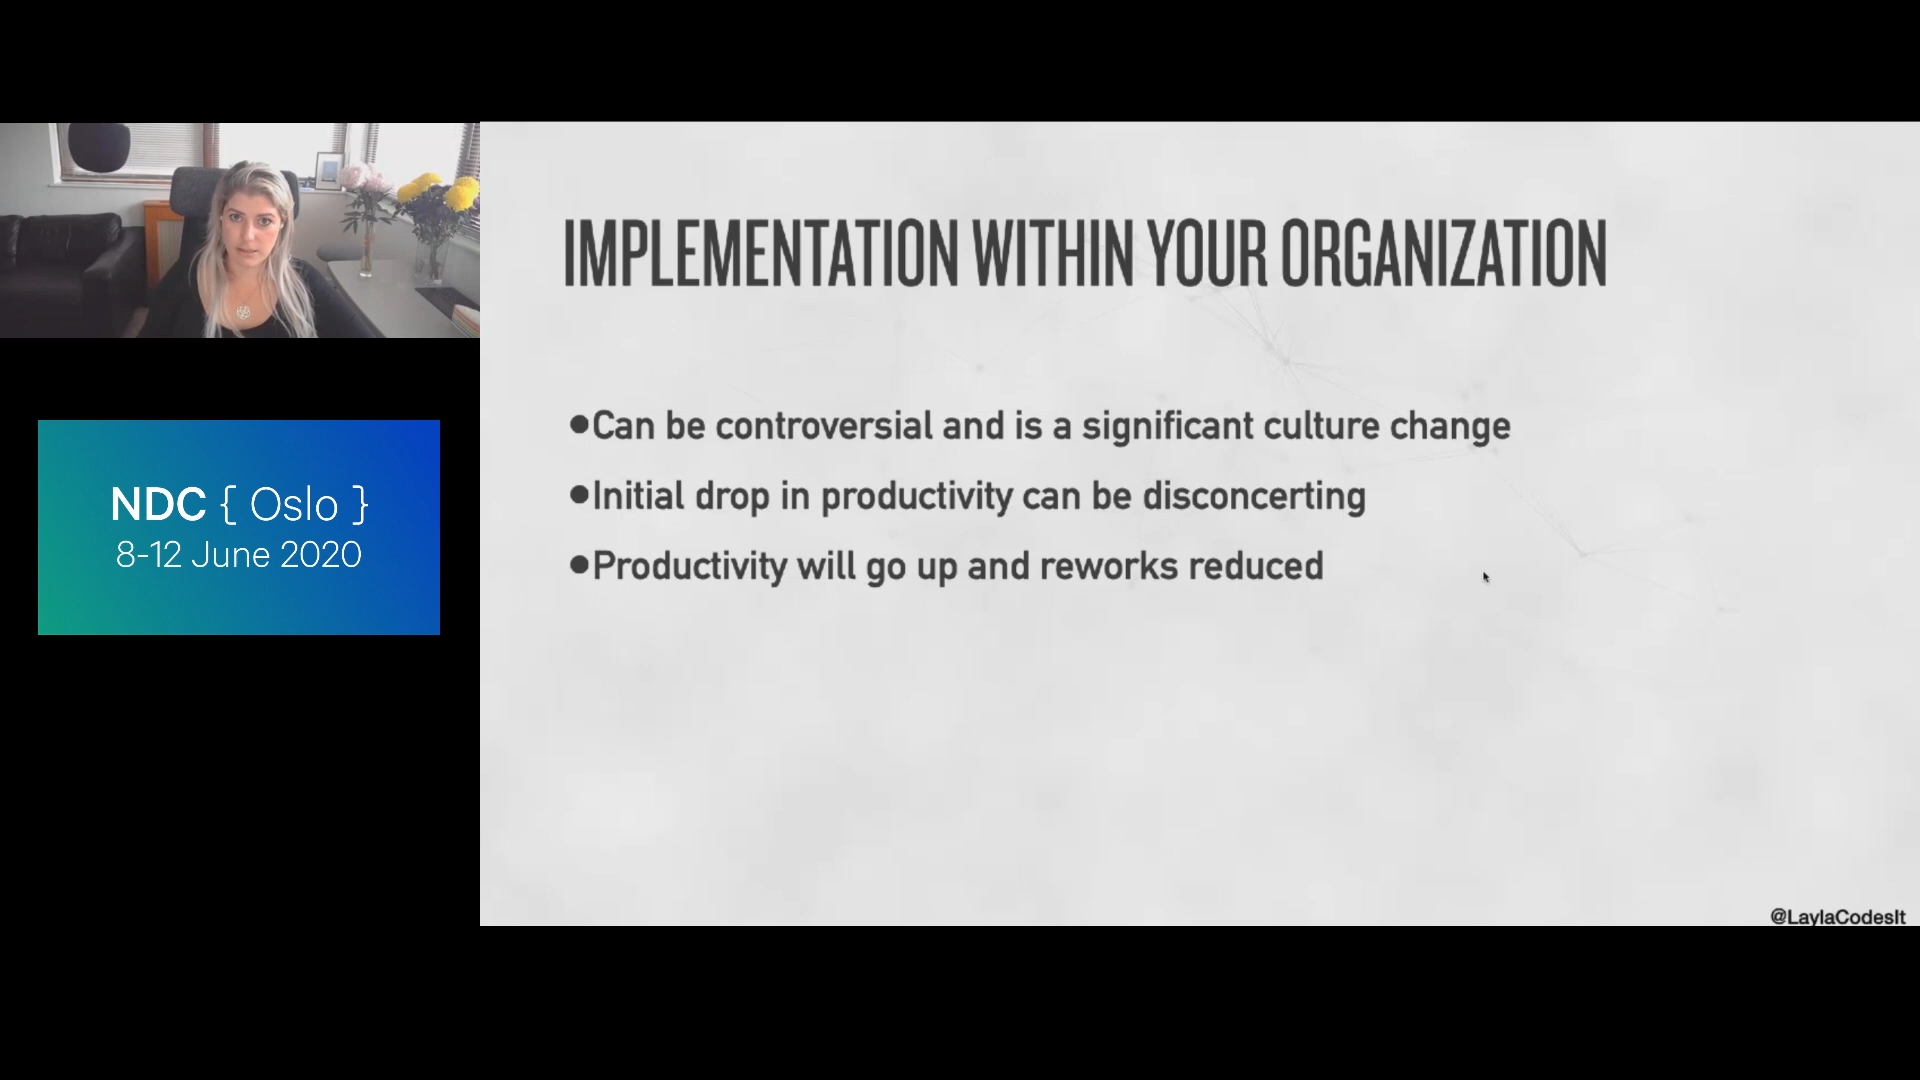 IMPLEMENTATION WITHIN YOUR ORGANIZATION
●Can be controversial and is a significant culture change
●Initial drop in productivity can be disconcerting
●Productivity will go up and reworks reduced
NDC { Oslo }
8-12 June 2020
@LaylaCodesIt